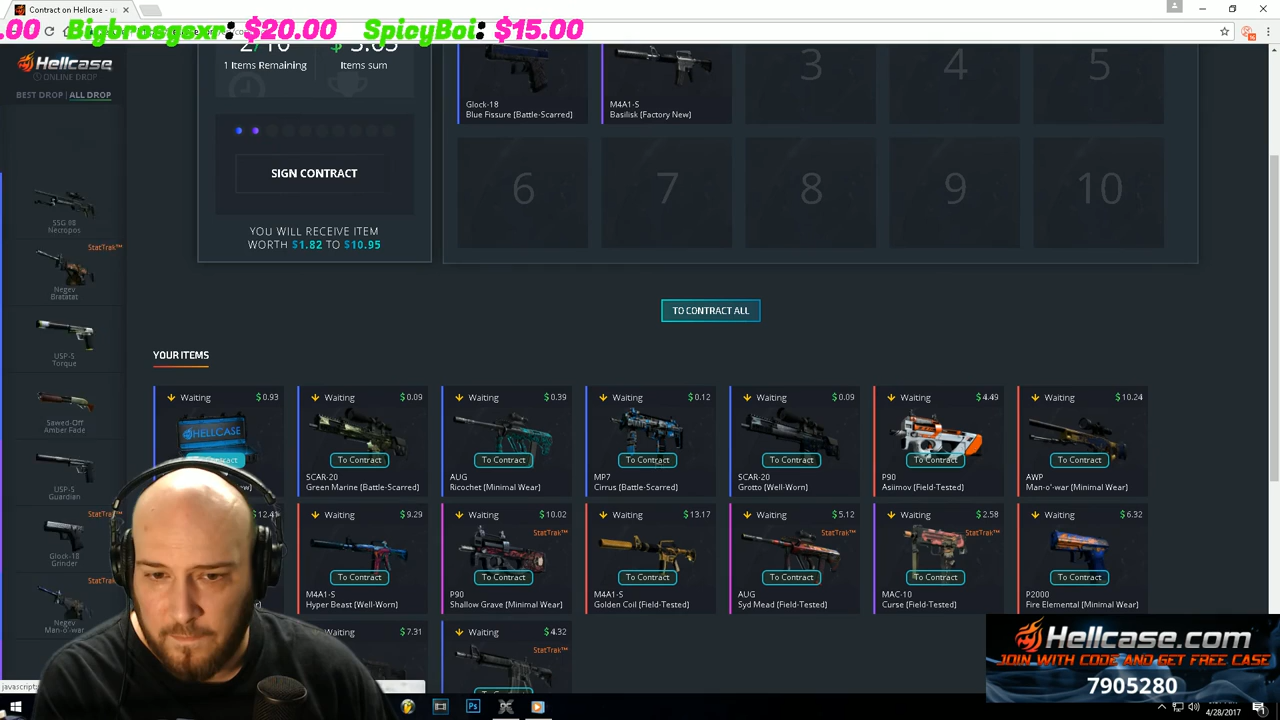 Contract on Hellcase - u
.00 Bigbrosgsxr: $20.00 SpicyBoi: $15.00
Hellcase
ONLINE DROP
BEST DROP | ALL DROP
SSG 08
Necropos
StatTrak™
Negev
Bratatat
USP-S
Torque
Sawed-Off
Amber Fade
USP-S
Guardian
StatTrak™
Glock-18
Grinder
StatTrak™
Negev
Man-o'-war
2/10
1 Items Remaining
$ 3.65
Items sum
SIGN CONTRACT
YOU WILL RECEIVE ITEM
WORTH $1.82 TO $10.95
Glock-18
Blue Fissure [Battle-Scarred]
M4A1-S
Basilisk [Factory New]
3
4
5
6
7
8
9
10
TO CONTRACT ALL
YOUR ITEMS
Waiting $0.93
HELLCASE
Waiting $0.09
To Contract
SCAR-20
Green Marine [Battle-Scarred]
Waiting $0.39
To Contract
AUG
Ricochet [Minimal Wear]
Waiting $0.12
To Contract
MP7
Cirrus [Battle-Scarred]
Waiting $0.09
To Contract
SCAR-20
Grotto [Well-Worn]
Waiting $4.49
To Contract
P90
Asiimov [Field-Tested]
Waiting $10.24
To Contract
AWP
Man-o'-war [Minimal Wear]
Waiting $9.29
To Contract
M4A1-S
Hyper Beast [Well-Worn]
Waiting $10.02
StatTrak™
To Contract
P90
Shallow Grave [Minimal Wear]
Waiting $13.17
To Contract
M4A1-S
Golden Coil [Field-Tested]
Waiting $5.12
StatTrak™
To Contract
AUG
Syd Mead [Field-Tested]
Waiting $2.58
StatTrak™
To Contract
MAC-10
Curse [Field-Tested]
Waiting $6.32
To Contract
P2000
Fire Elemental [Minimal Wear]
Waiting $7.31
Waiting $4.32
StatTrak™
To Contract
Hellcase.com
JOIN WITH CODE AND GET FREE CASE
7905280
javascript:
4/28/2017